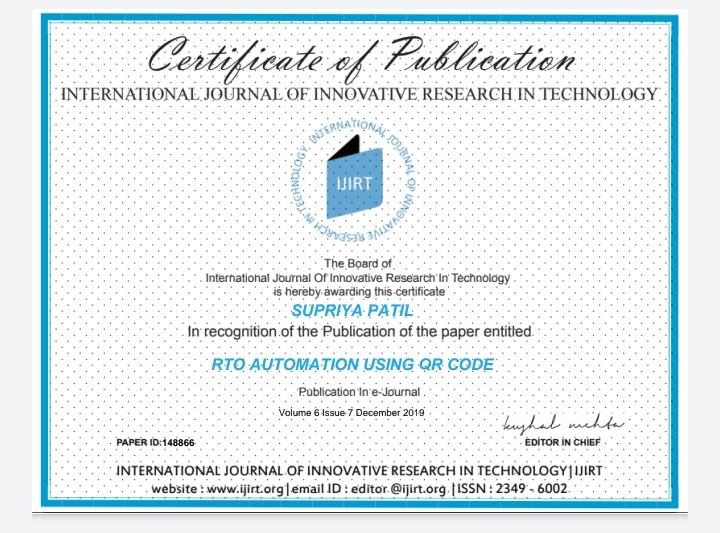 Certificate of Publication
INTERNATIONAL JOURNAL OF INNOVATIVE RESEARCH IN TECHNOLOGY
INTERNATIONAL JOURNAL OF INNOVATIVE RESEARCH IN TECHNOLOGY
IJIRT
The Board of
International Journal Of Innovative Research In Technology
is hereby awarding this certificate
SUPRIYA PATIL
In recognition of the Publication of the paper entitled
RTO AUTOMATION USING QR CODE
Publication In e-Journal
Volume 6 Issue 7 December 2019
kushal mehta
PAPER ID:148866
EDITOR IN CHIEF
INTERNATIONAL JOURNAL OF INNOVATIVE RESEARCH IN TECHNOLOGY|IJIRT
website : www.ijirt.org|email ID : editor @ijirt.org |ISSN : 2349 - 6002